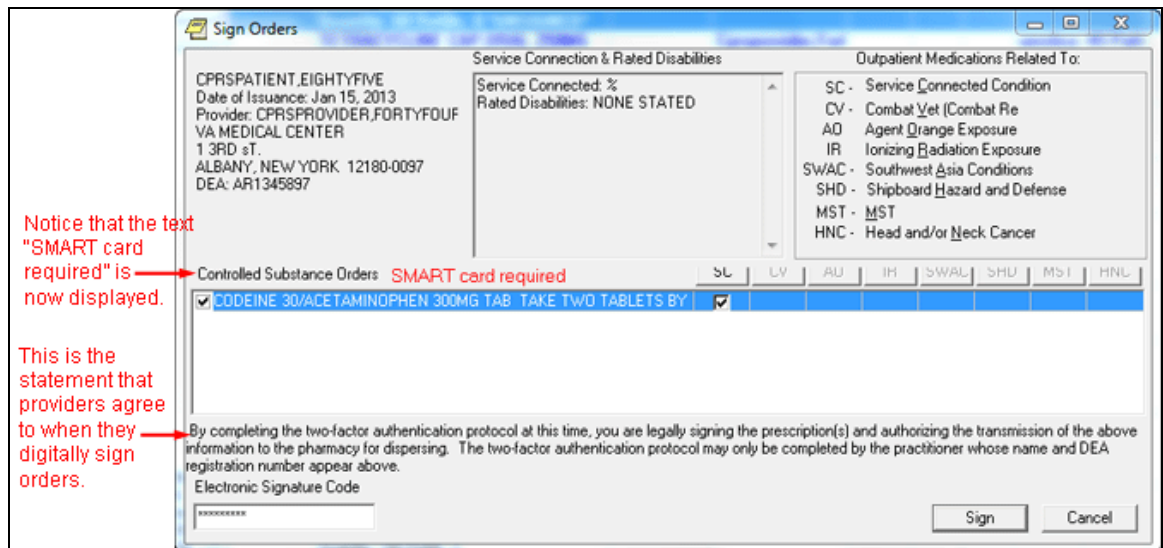 Sign Orders
CPRSPATIENT,EIGHTYFIVE
Date of Issuance: Jan 15, 2013
Provider: CPRSPROVIDER,FORTYFOUF
VA MEDICAL CENTER
1 3RD sT.
ALBANY, NEW YORK 12180-0097
DEA: AR1345897
Service Connection & Rated Disabilities
Service Connected: %
Rated Disabilities: NONE STATED
Outpatient Medications Related To:
SC - Service Connected Condition
CV - Combat Vet (Combat Re
AO Agent Orange Exposure
IR Ionizing Radiation Exposure
SWAC - Southwest Asia Conditions
SHD - Shipboard Hazard and Defense
MST - MST
HNC - Head and/or Neck Cancer
Notice that the text
"SMART card
required" is
now displayed.
Controlled Substance Orders SMART card required
SC CV AO IR SWAC SHD MST HNC
CODEINE 30/ACETAMINOPHEN 300MG TAB TAKE TWO TABLETS BY
This is the
statement that
providers agree
to when they
digitally sign
orders.
By completing the two-factor authentication protocol at this time, you are legally signing the prescription(s) and authorizing the transmission of the above
information to the pharmacy for dispersing. The two-factor authentication protocol may only be completed by the practitioner whose name and DEA
registration number appear above.
Electronic Signature Code
*********
Sign Cancel